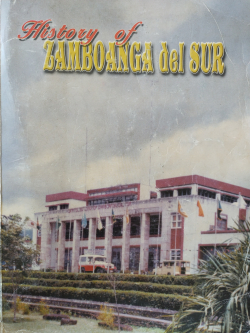 History of
ZAMBOANGA del SUR